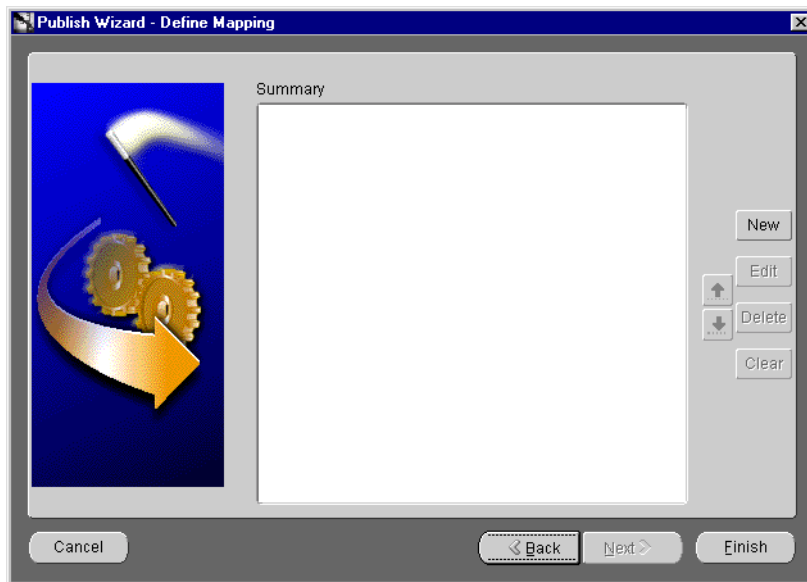 Publish Wizard - Define Mapping
Summary
New
Edit
Delete
Clear
Cancel
Back
Next
Finish